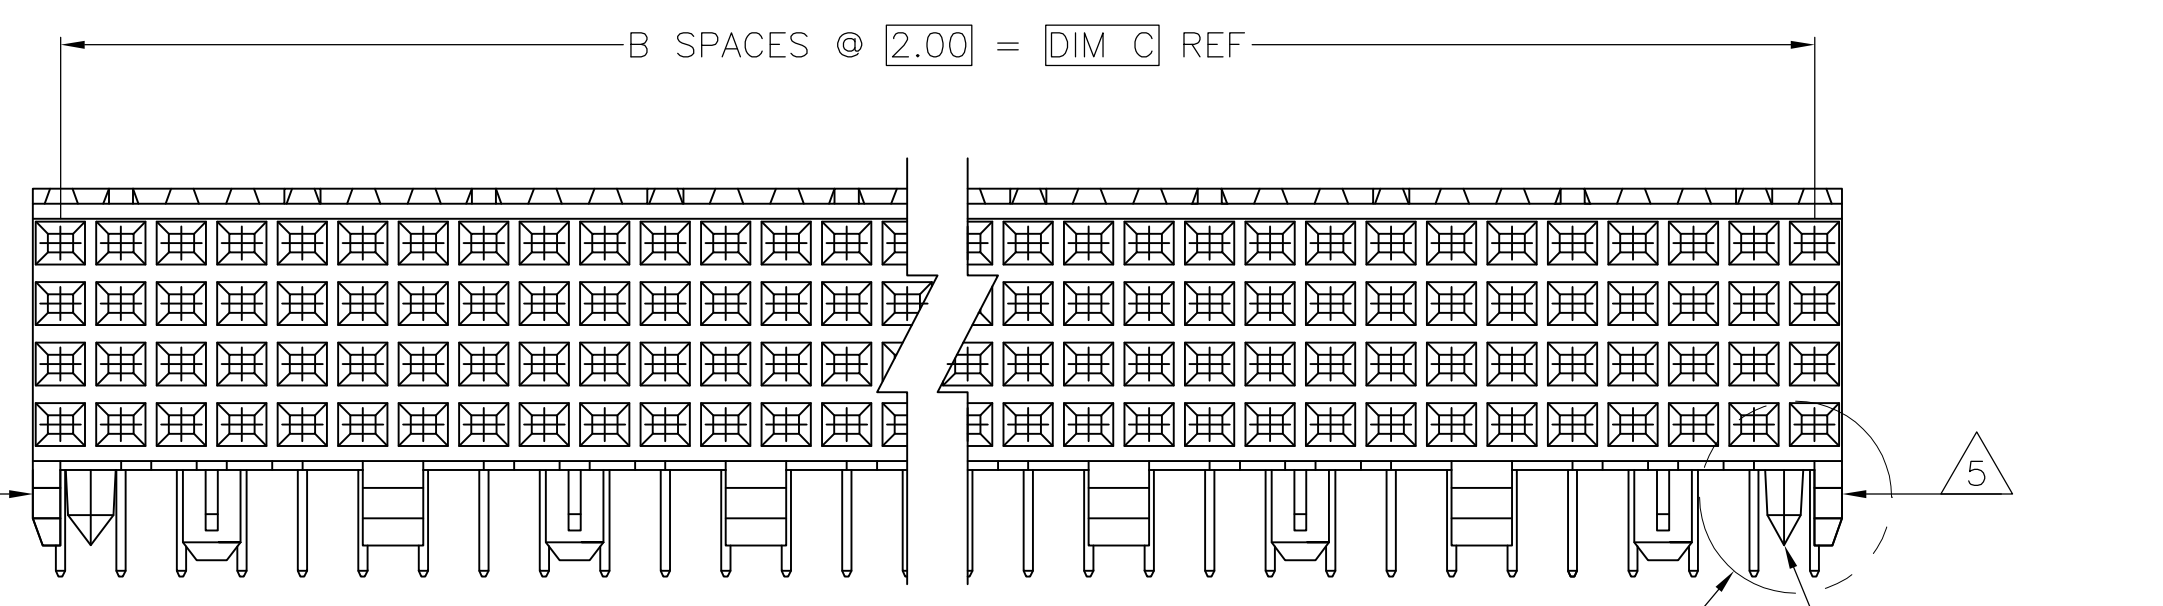 B SPACES @ 2.00 = DIM C REF
5